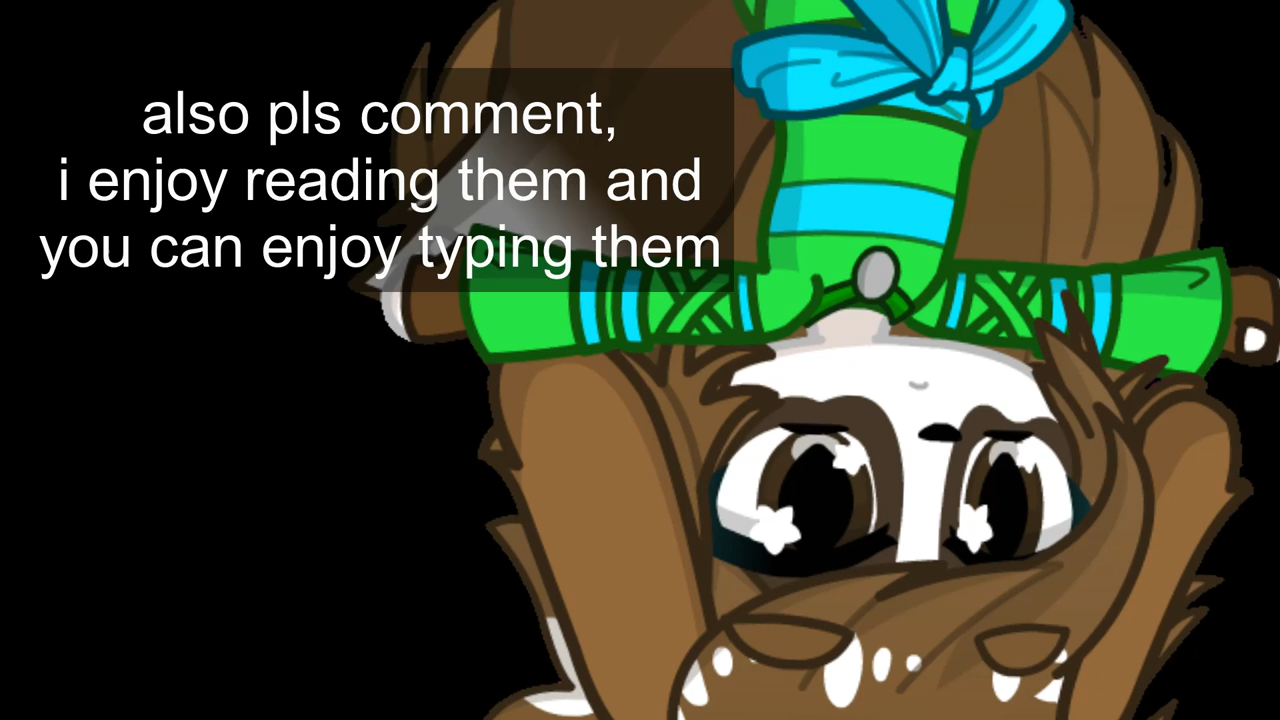 also pls comment,
i enjoy reading them and
you can enjoy typing them